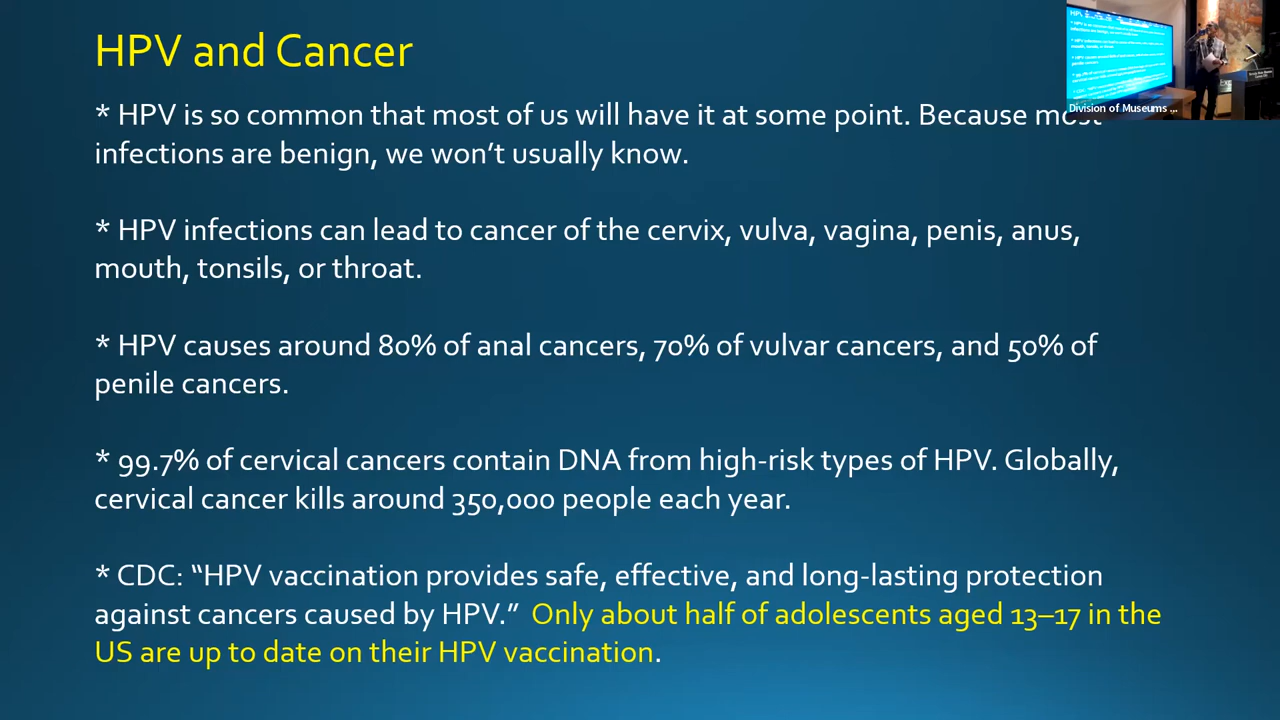 HPV and Cancer
* HPV is so common that most of us will have it at some point. Because most
infections are benign, we won’t usually know.
* HPV infections can lead to cancer of the cervix, vulva, vagina, penis, anus,
mouth, tonsils, or throat.
* HPV causes around 80% of anal cancers, 70% of vulvar cancers, and 50% of
penile cancers.
* 99.7% of cervical cancers contain DNA from high-risk types of HPV. Globally,
cervical cancer kills around 350,000 people each year.
* CDC: “HPV vaccination provides safe, effective, and long-lasting protection
against cancers caused by HPV.” Only about half of adolescents aged 13–17 in the
US are up to date on their HPV vaccination.
Division of Museums ...